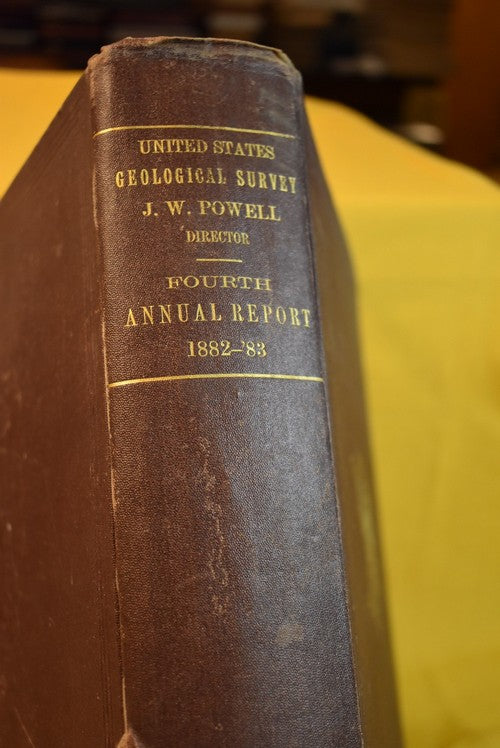 UNITED STATES
GEOLOGICAL SURVEY
J. W. POWELL
DIRECTOR
FOURTH
ANNUAL REPORT
1882-'83